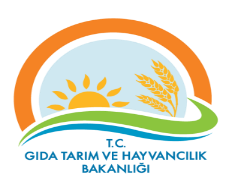 T.C.
GIDA TARIM VE HAYVANCILIK
BAKANLIĞI